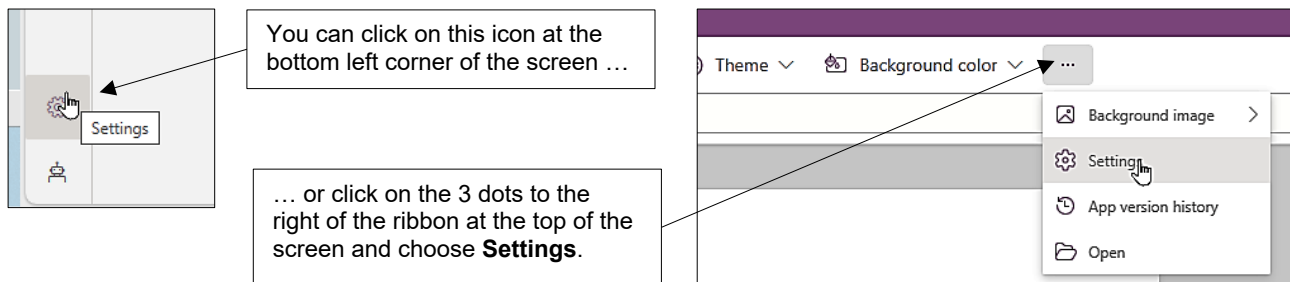 You can click on this icon at the
bottom left corner of the screen …
Settings
… or click on the 3 dots to the
right of the ribbon at the top of the
screen and choose Settings.
Theme
Background color
...
Background image
Settings
App version history
Open